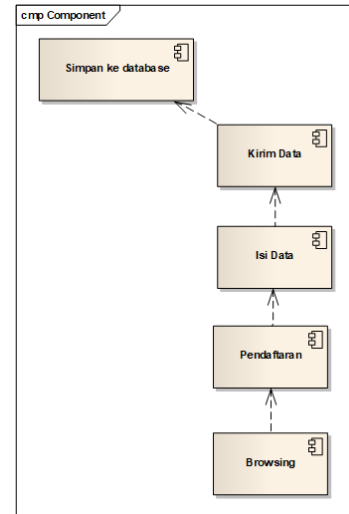 cmp Component
Simpan ke database
Kirim Data
Isi Data
Pendaftaran
Browsing